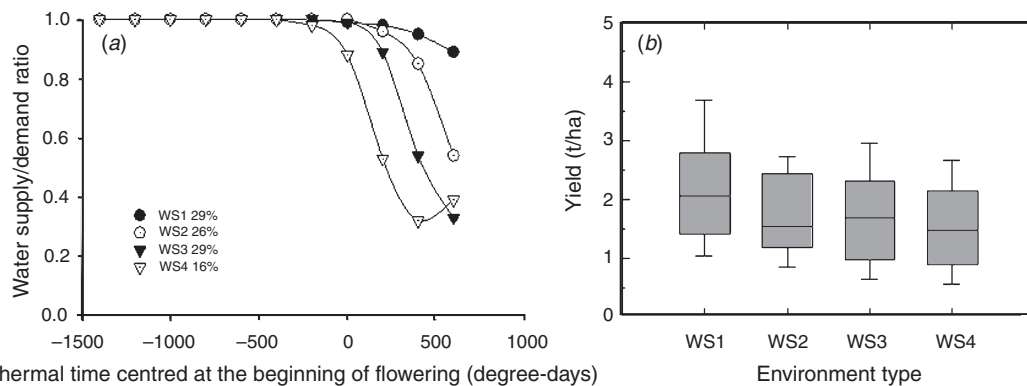 (a)
Water supply/demand ratio
1.0
0.8
0.6
0.4
0.2
0.0
WS1 29%
WS2 26%
WS3 29%
WS4 16%
−1500
−1000
−500
0
500
1000
hermal time centred at the beginning of flowering (degree-days)
(b)
Yield (t/ha)
5
4
3
2
1
0
WS1
WS2
WS3
WS4
Environment type